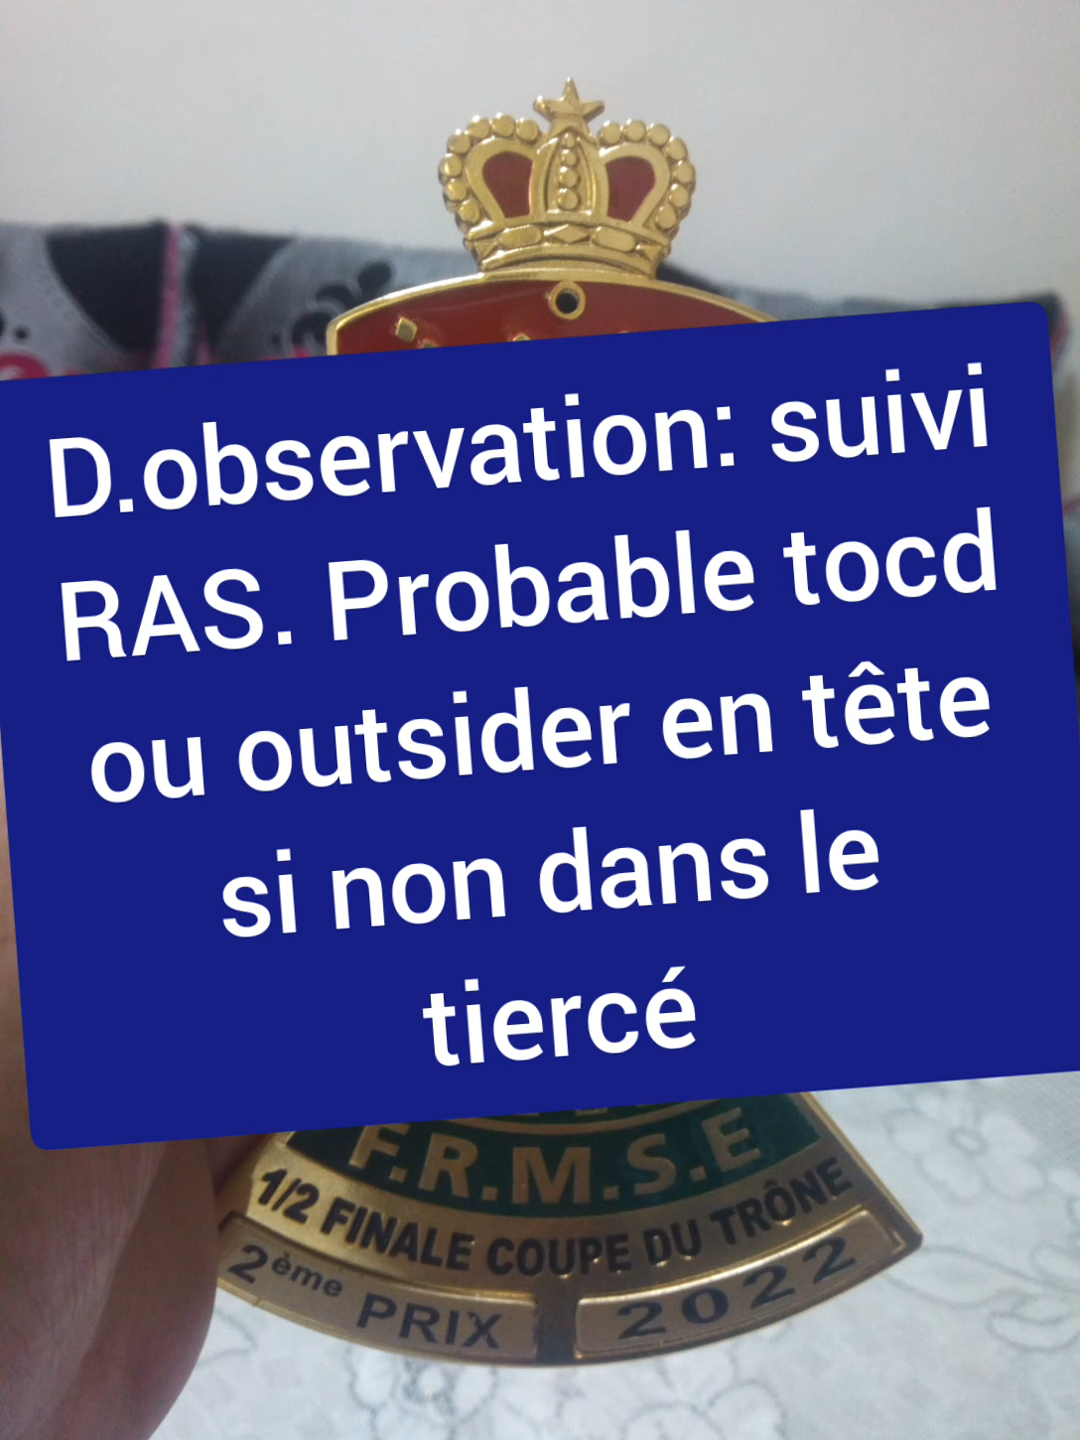 D.observation: suivi
RAS. Probable tocd
ou outsider en tête
si non dans le
tiercé
F.R.M.S.E
1/2 FINALE COUPE DU TRÔNE
2ème PRIX 2022